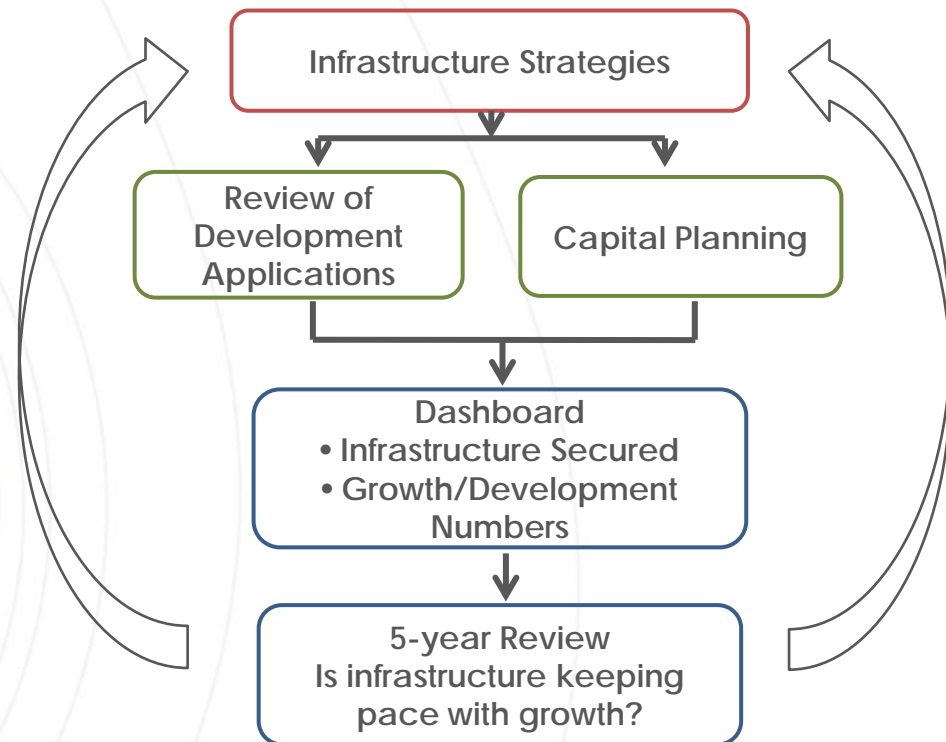 Infrastructure Strategies
Review of
Development
Applications
Capital Planning
Dashboard
• Infrastructure Secured
• Growth/Development
Numbers
5-year Review
Is infrastructure keeping
pace with growth?